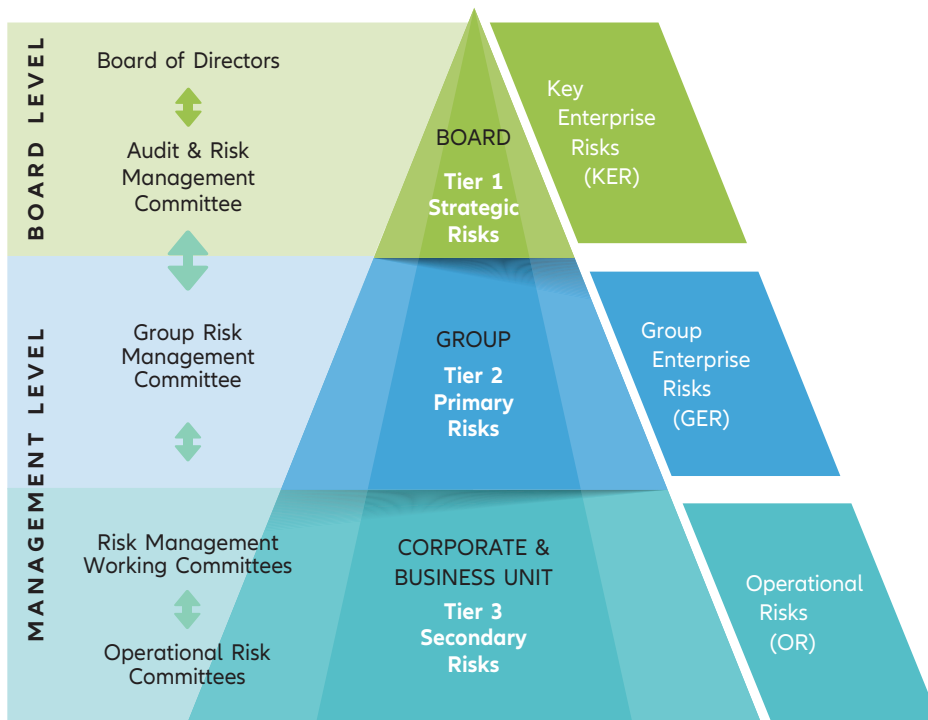 BOARD LEVEL
Board of Directors
Audit & Risk
Management
Committee
BOARD
Tier 1
Strategic
Risks
Key
Enterprise
Risks
(KER)
MANAGEMENT LEVEL
Group Risk
Management
Committee
GROUP
Tier 2
Primary
Risks
Group
Enterprise
Risks
(GER)
Risk Management
Working Committees
Operational Risk
Committees
CORPORATE &
BUSINESS UNIT
Tier 3
Secondary
Risks
Operational
Risks
(OR)